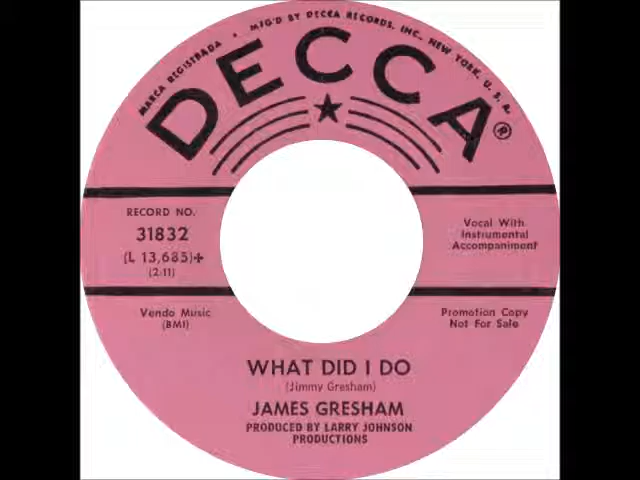 MARCA REGISTRADA • MFG'D BY DECCA RECORDS, INC., NEW YORK, U. S. A.
DECCA®
RECORD NO.
31832
(L 13,685)+
(2:11)
Vocal With
Instrumental
Accompaniment
Vendo Music
(BMI)
Promotion Copy
Not For Sale
WHAT DID I DO
(Jimmy Gresham)
JAMES GRESHAM
PRODUCED BY LARRY JOHNSON
PRODUCTIONS